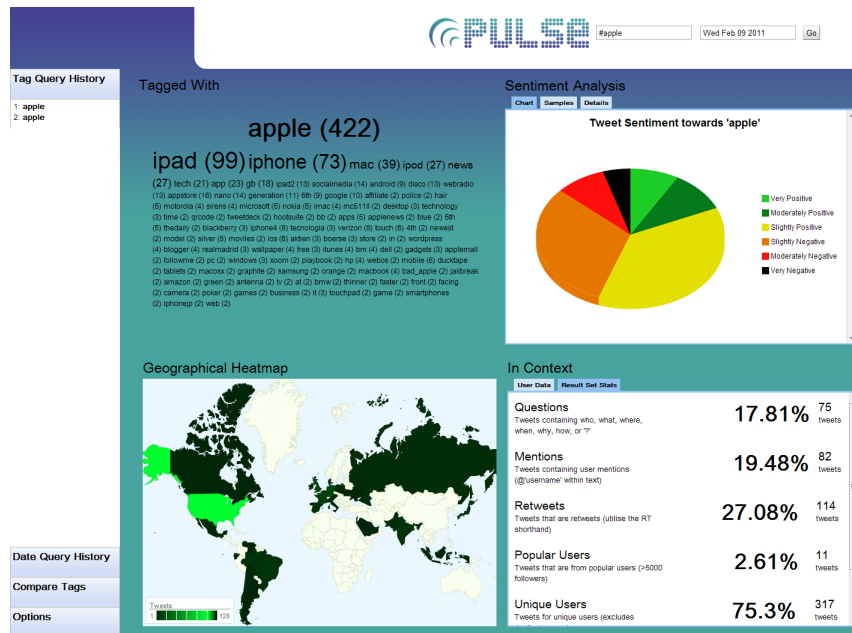 PULSE
#apple
Wed Feb 09 2011
Go
Tag Query History
1: apple
2: apple
Date Query History
Compare Tags
Options
Tagged With
apple (422)
ipad (99) iphone (73) mac (39) ipod (27) news
(27) tech (21) app (23) gb (18) ipad2 (13) socialmedia (14) android (9) disco (13) webradio
(13) appstore (16) nano (14) generation (11) 6th (9) google (10) affiliate (2) police (2) hair
(5) motorola (4) sirens (4) microsoft (5) nokia (5) imac (4) mc511ll (2) desktop (3) technology
(3) time (2) qrcode (2) tweetdeck (2) hootsuite (2) bb (2) apps (6) applenews (2) blue (2) 5th
(5) thedaily (2) blackberry (3) iphone4 (8) tecnologia (3) verizon (8) touch (6) 4th (2) newest
(2) model (2) silver (5) moviles (2) ios (6) aktien (3) boerse (3) store (2) in (2) wordpress
(4) blogger (4) realmadrid (3) wallpaper (4) free (3) itunes (4) bm (4) dell (2) gadgets (3) applemall
(2) followme (2) pc (2) windows (3) xoom (2) playbook (2) hp (4) webos (2) mobile (6) ducktape
(2) tablets (2) macosx (2) graphite (2) samsung (2) orange (2) macbook (4) bad_apple (2) jailbreak
(2) amazon (2) green (2) antenna (2) tv (2) at (2) bmw (2) thinner (2) faster (2) front (2) facing
(2) camera (2) poker (2) games (2) business (2) it (3) touchpad (2) game (2) smartphones
(2) iphonejp (2) web (2)
Sentiment Analysis
Chart Samples Details
Tweet Sentiment towards 'apple'
Very Positive
Moderately Positive
Slightly Positive
Slightly Negative
Moderately Negative
Very Negative
Geographical Heatmap
Tweets
1 128
In Context
User Data Result Set Stats
Questions
Tweets containing who, what, where,
when, why, how, or '?'
17.81% 75
tweets
Mentions
Tweets containing user mentions
(@'username' within text)
19.48% 82
tweets
Retweets
Tweets that are retweets (utilise the RT
shorthand)
27.08% 114
tweets
Popular Users
Tweets that are from popular users (>5000
followers)
2.61% 11
tweets
Unique Users
Tweets for unique users (excludes
75.3% 317
tweets